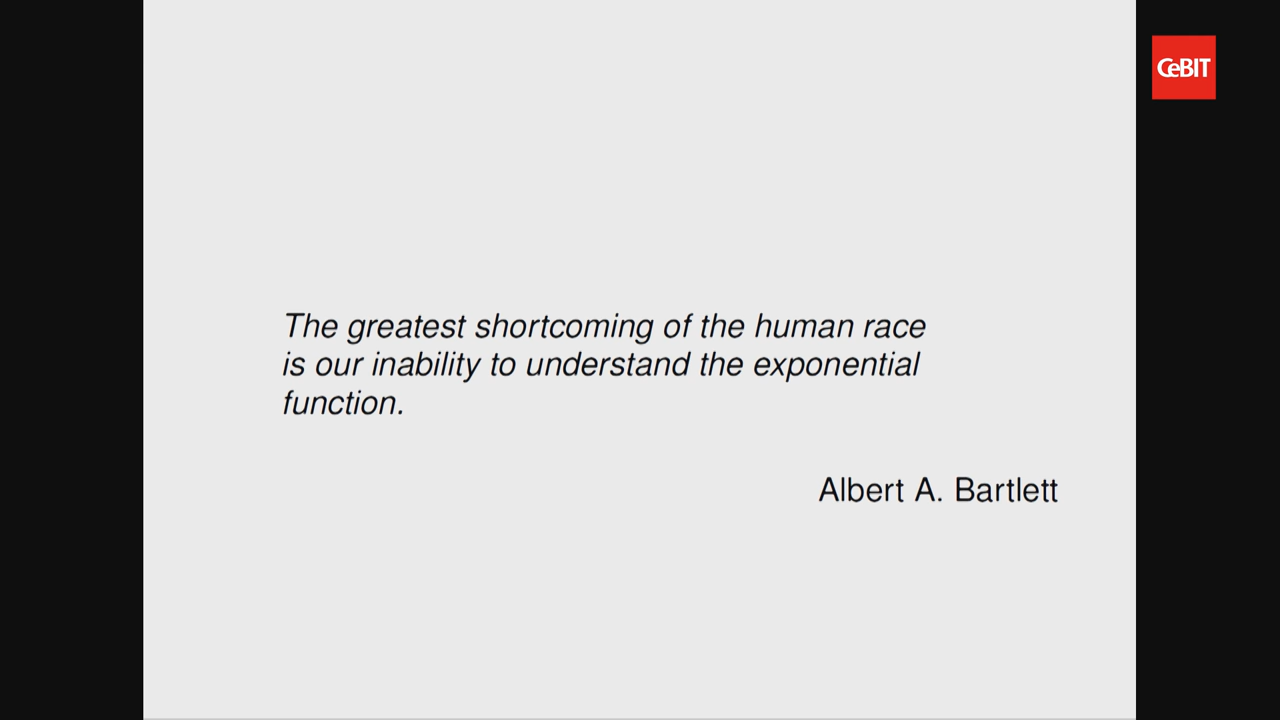 CeBIT
The greatest shortcoming of the human race
is our inability to understand the exponential
function.
Albert A. Bartlett